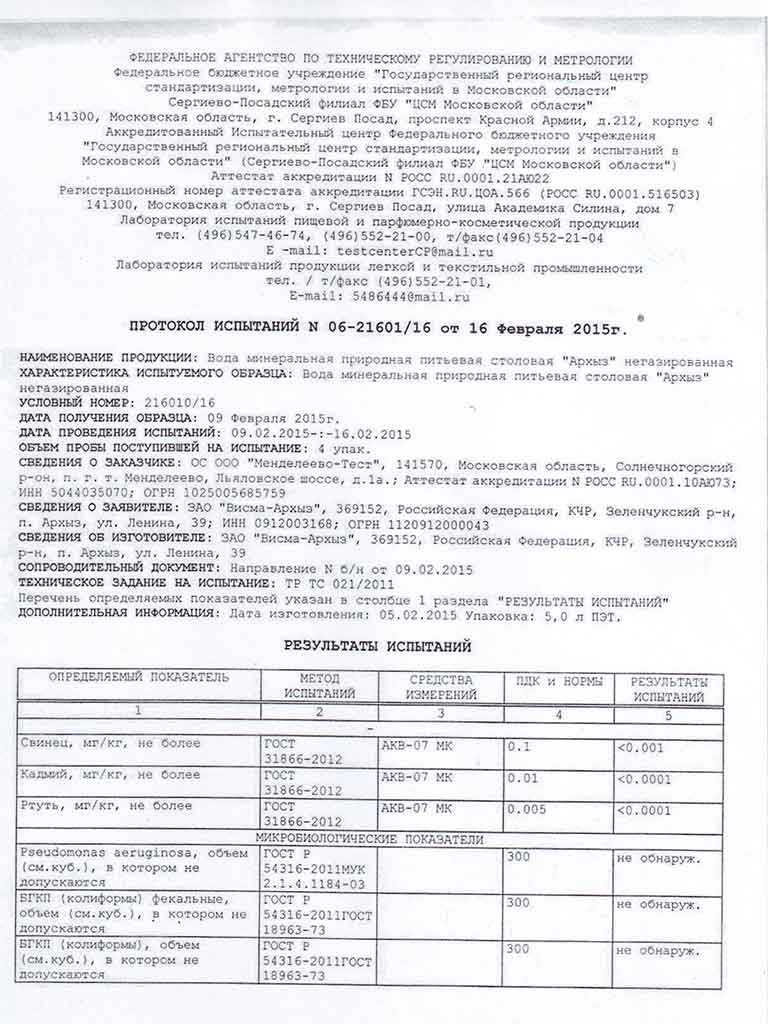 ФЕДЕРАЛЬНОЕ АГЕНТСТВО ПО ТЕХНИЧЕСКОМУ РЕГУЛИРОВАНИЮ И МЕТРОЛОГИИ
Федеральное бюджетное учреждение "Государственный региональный центр
стандартизации, метрологии и испытаний в Московской области"
Сергиево-Посадский филиал ФБУ "ЦСМ Московской области"
141300, Московская область, г. Сергиев Посад, проспект Красной Армии, д.212, корпус 4
Аккредитованный Испытательный центр Федерального бюджетного учреждения
"Государственный региональный центр стандартизации, метрологии и испытаний в
Московской области" (Сергиево-Посадский филиал ФБУ "ЦСМ Московской области")
Аттестат аккредитации N РОСС RU.0001.21АЮ22
Регистрационный номер аттестата аккредитации ГСЭН.RU.ЦОА.566 (РОСС RU.0001.516503)
141300, Московская область, г. Сергиев Посад, улица Академика Силина, дом 7
Лаборатория испытаний пищевой и парфюмерно-косметической продукции
тел. (496)547-46-74, (496)552-21-00, т/факс(496)552-21-04
E -mail: testcenterCP@mail.ru
Лаборатория испытаний продукции легкой и текстильной промышленности
тел. / т/факс (496)552-21-01,
E-mail: 5486444@mail.ru
ПРОТОКОЛ ИСПЫТАНИЙ N 06-21601/16 от 16 Февраля 2015г.
НАИМЕНОВАНИЕ ПРОДУКЦИИ: Вода минеральная природная питьевая столовая "Архыз" негазированная
ХАРАКТЕРИСТИКА ИСПЫТУЕМОГО ОБРАЗЦА: Вода минеральная природная питьевая столовая "Архыз"
негазированная
УСЛОВНЫЙ НОМЕР: 216010/16
ДАТА ПОЛУЧЕНИЯ ОБРАЗЦА: 09 Февраля 2015г.
ДАТА ПРОВЕДЕНИЯ ИСПЫТАНИЙ: 09.02.2015-:-16.02.2015
ОБЪЕМ ПРОБЫ ПОСТУПИВШЕЙ НА ИСПЫТАНИЕ: 4 упак.
СВЕДЕНИЯ О ЗАКАЗЧИКЕ: ОС ООО "Менделеево-Тест", 141570, Московская область, Солнечногорский
р-он, п. г. т. Менделеево, Льяловское шоссе, д.1а.; Аттестат аккредитации N РОСС RU.0001.10АЮ73;
ИНН 5044035070; ОГРН 1025005685759
СВЕДЕНИЯ О ЗАЯВИТЕЛЕ: ЗАО "Висма-Архыз", 369152, Российская Федерация, КЧР, Зеленчукский р-н,
п. Архыз, ул. Ленина, 39; ИНН 0912003168; ОГРН 1120912000043
СВЕДЕНИЯ ОБ ИЗГОТОВИТЕЛЕ: ЗАО "Висма-Архыз", 369152, Российская Федерация, КЧР, Зеленчукский
р-н, п. Архыз, ул. Ленина, 39
СОПРОВОДИТЕЛЬНЫЙ ДОКУМЕНТ: Направление N б/н от 09.02.2015
ТЕХНИЧЕСКОЕ ЗАДАНИЕ НА ИСПЫТАНИЕ: ТР ТС 021/2011
Перечень определяемых показателей указан в столбце 1 раздела "РЕЗУЛЬТАТЫ ИСПЫТАНИЙ"
ДОПОЛНИТЕЛЬНАЯ ИНФОРМАЦИЯ: Дата изготовления: 05.02.2015 Упаковка: 5,0 л ПЭТ.
РЕЗУЛЬТАТЫ ИСПЫТАНИЙ
ОПРЕДЕЛЯЕМЫЙ ПОКАЗАТЕЛЬ МЕТОД СРЕДСТВА ПДК и НОРМЫ РЕЗУЛЬТАТЫ
ИСПЫТАНИЙ ИЗМЕРЕНИЙ ИСПЫТАНИЙ
1 2 3 4 5
-
Свинец, мг/кг, не более ГОСТ АКВ-07 МК 0.1 <0.001
31866-2012
Кадмий, мг/кг, не более ГОСТ АКВ-07 МК 0.01 <0.0001
31866-2012
Ртуть, мг/кг, не более ГОСТ АКВ-07 МК 0.005 <0.0001
31866-2012
МИКРОБИОЛОГИЧЕСКИЕ ПОКАЗАТЕЛИ
Pseudomonas aeruginosa, объем ГОСТ Р 300 не обнаруж.
(см.куб.), в котором не 54316-2011МУК
допускаются 2.1.4.1184-03
БГКП (колиформы) фекальные, ГОСТ Р 300 не обнаруж.
объем (см.куб.), в котором не 54316-2011ГОСТ
допускаются 18963-73
БГКП (колиформы), объем ГОСТ Р 300 не обнаруж.
(см.куб.), в котором не 54316-2011ГОСТ
допускаются 18963-73